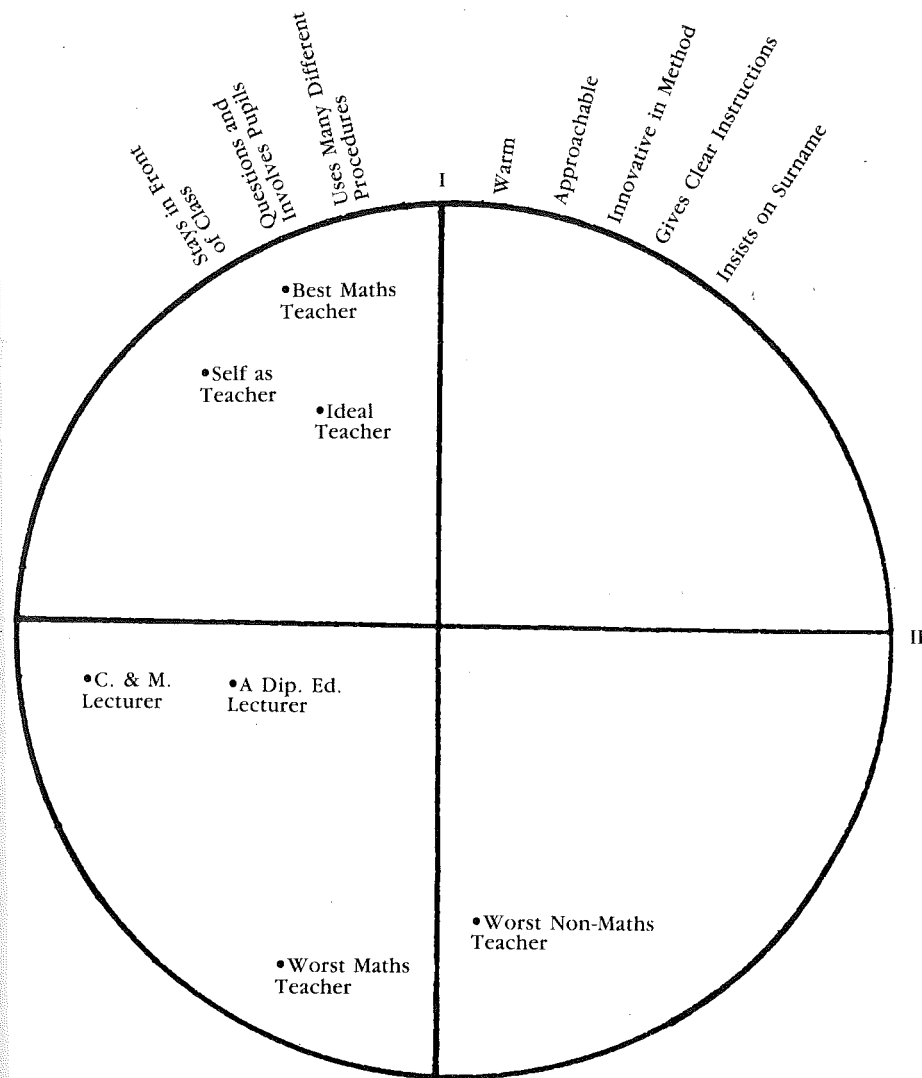 Stays in Front
of Class
Questions and
Involves Pupils
Uses Many Different
Procedures
I
Warm
Approachable
Innovative in Method
Gives Clear Instructions
Insists on Surname
•Best Maths
Teacher
•Self as
Teacher
•Ideal
Teacher
II
•C. & M.
Lecturer
•A Dip. Ed.
Lecturer
•Worst Non-Maths
Teacher
•Worst Maths
Teacher